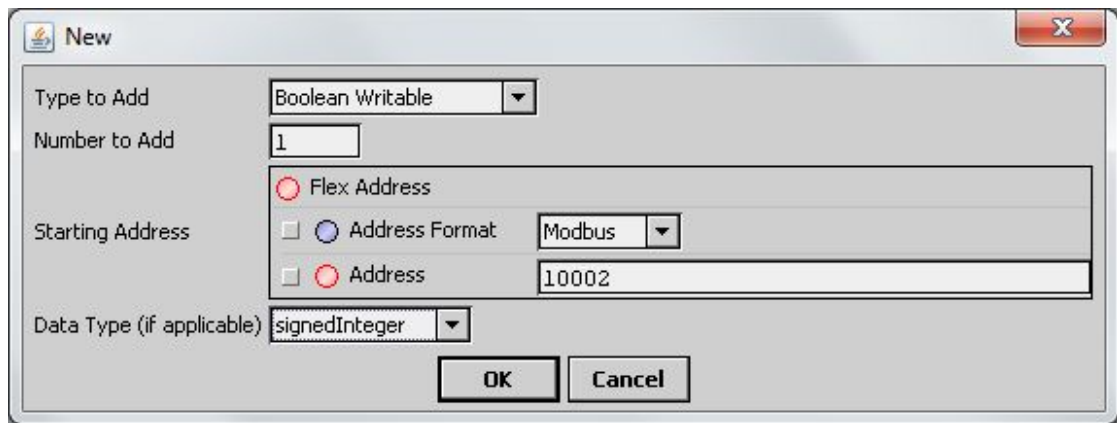 New
Type to Add Boolean Writable
Number to Add 1
Flex Address
Starting Address Address Format Modbus
Address 10002
Data Type (if applicable) signedInteger
OK Cancel